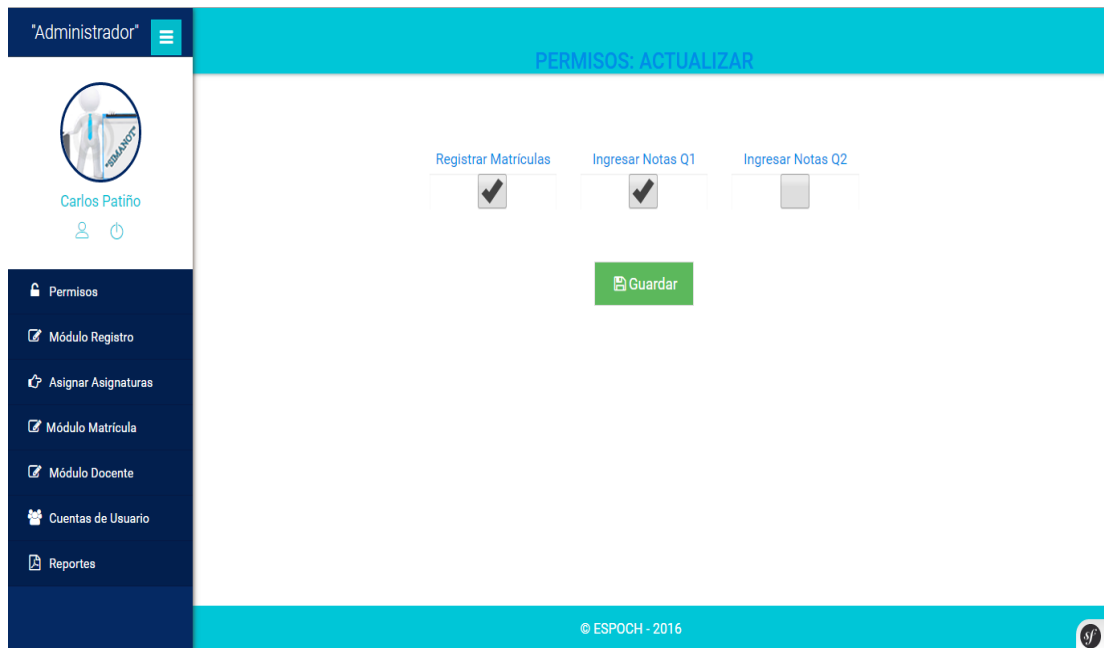 "Administrador"
PERMISOS: ACTUALIZAR
"SIMANOT"
Carlos Patiño
Registrar Matrículas
Ingresar Notas Q1
Ingresar Notas Q2
Guardar
Permisos
Módulo Registro
Asignar Asignaturas
Módulo Matrícula
Módulo Docente
Cuentas de Usuario
Reportes
© ESPOCH - 2016
sf